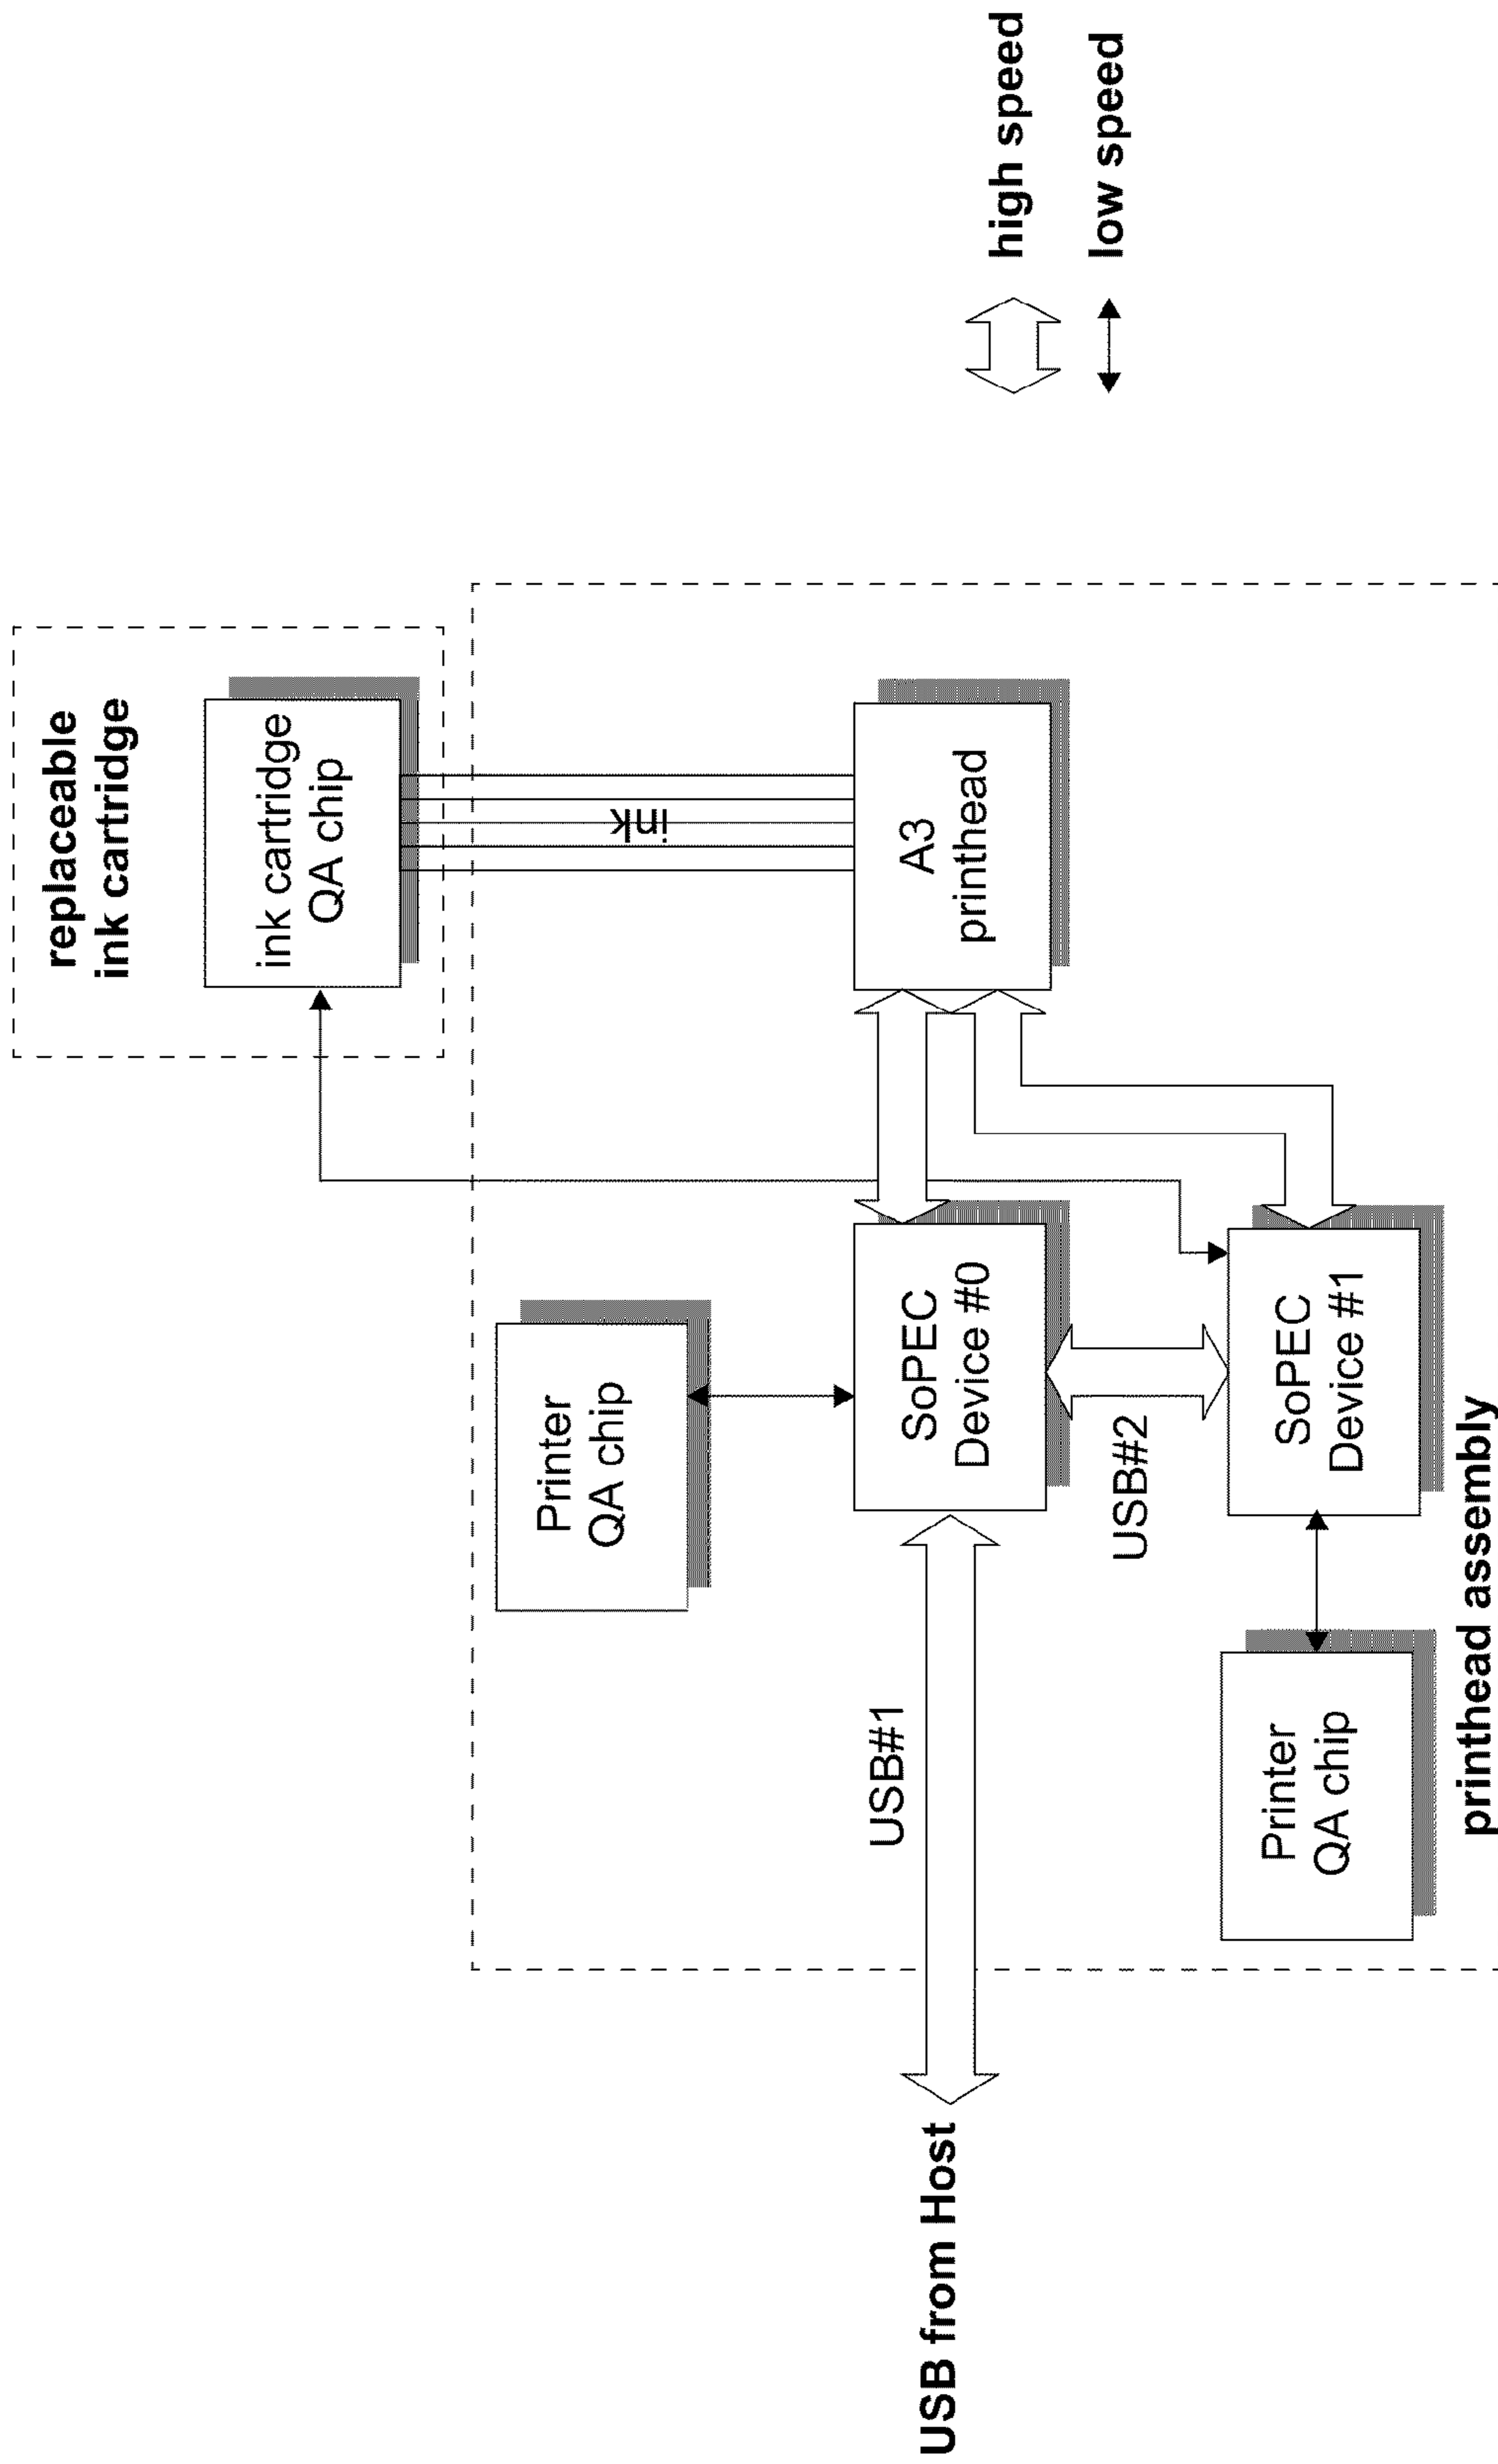 replaceable
ink cartridge
ink cartridge
QA chip
ink
Printer
QA chip
A3
printhead
SoPEC
Device #0
USB#1
USB#2
USB from Host
SoPEC
Device #1
Printer
QA chip
printhead assembly
high speed
low speed